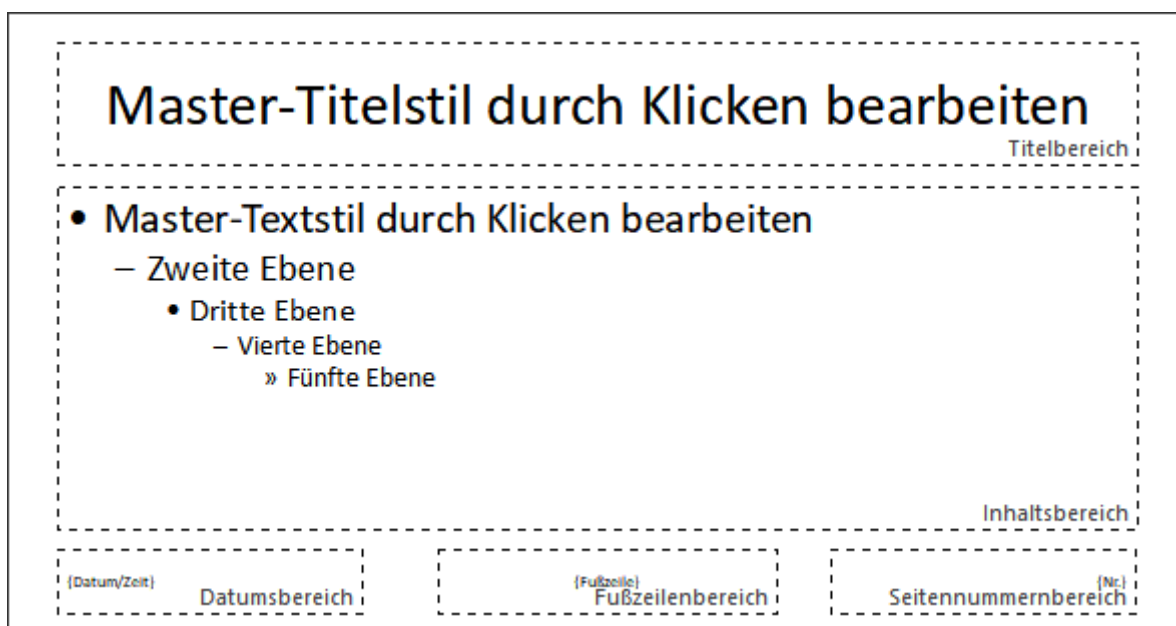 Master-Titelstil durch Klicken bearbeiten
Titelbereich
• Master-Textstil durch Klicken bearbeiten
– Zweite Ebene
• Dritte Ebene
– Vierte Ebene
» Fünfte Ebene
Inhaltsbereich
{Datum/Zeit}
Datumsbereich
{Fußzeile}
Fußzeilenbereich
{Nr.}
Seitennummernbereich